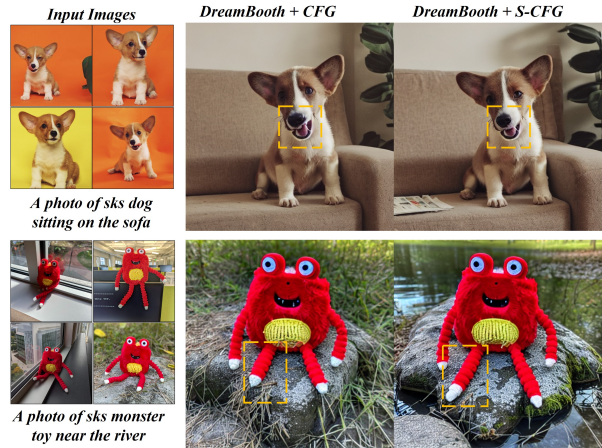 Input Images
DreamBooth + CFG
DreamBooth + S-CFG
A photo of sks dog
sitting on the sofa
A photo of sks monster
toy near the river